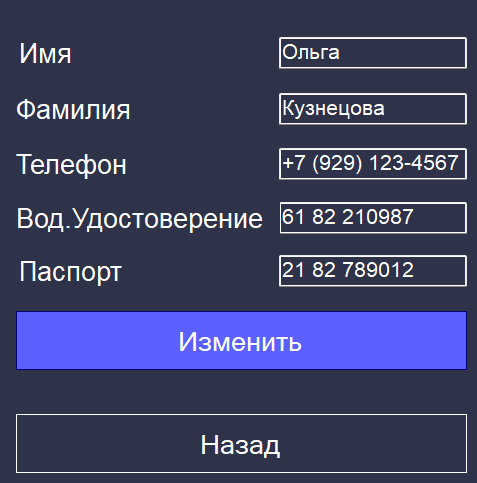 Имя Ольга
Фамилия Кузнецова
Телефон +7 (929) 123-4567
Вод.Удостоверение 61 82 210987
Паспорт 21 82 789012
Изменить
Назад